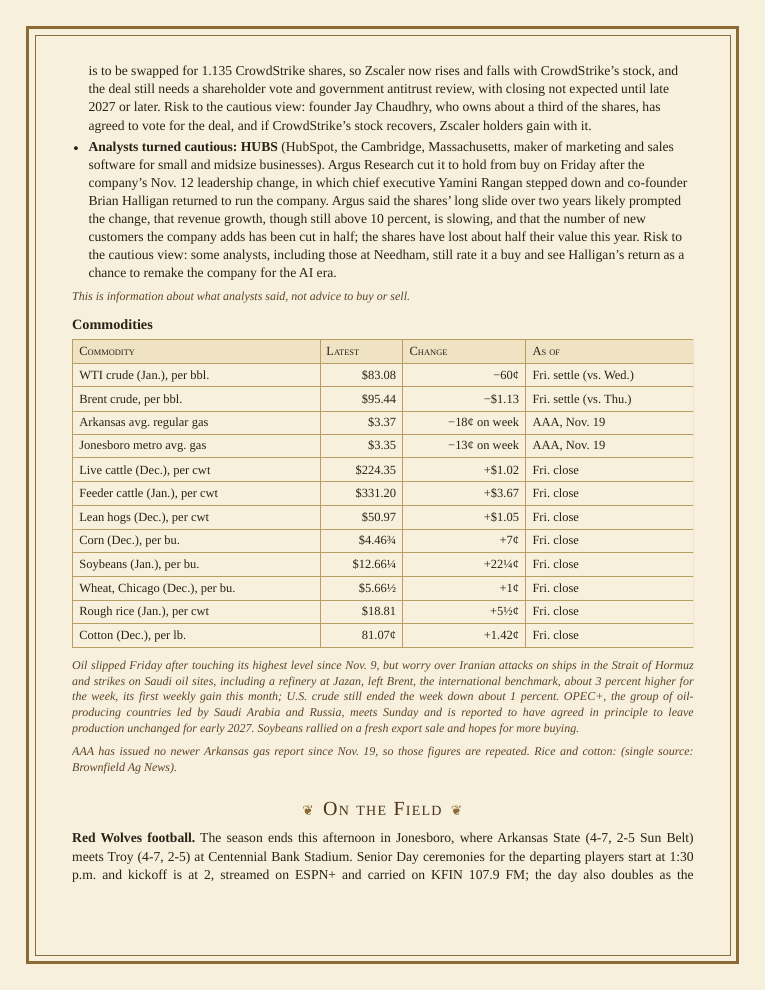 is to be swapped for 1.135 CrowdStrike shares, so Zscaler now rises and falls with CrowdStrike’s stock, and
the deal still needs a shareholder vote and government antitrust review, with closing not expected until late
2027 or later. Risk to the cautious view: founder Jay Chaudhry, who owns about a third of the shares, has
agreed to vote for the deal, and if CrowdStrike’s stock recovers, Zscaler holders gain with it.
• Analysts turned cautious: HUBS (HubSpot, the Cambridge, Massachusetts, maker of marketing and sales
software for small and midsize businesses). Argus Research cut it to hold from buy on Friday after the
company’s Nov. 12 leadership change, in which chief executive Yamini Rangan stepped down and co-founder
Brian Halligan returned to run the company. Argus said the shares’ long slide over two years likely prompted
the change, that revenue growth, though still above 10 percent, is slowing, and that the number of new
customers the company adds has been cut in half; the shares have lost about half their value this year. Risk to
the cautious view: some analysts, including those at Needham, still rate it a buy and see Halligan’s return as a
chance to remake the company for the AI era.
This is information about what analysts said, not advice to buy or sell.
Commodities
Commodity Latest Change As of
WTI crude (Jan.), per bbl. $83.08 −60¢ Fri. settle (vs. Wed.)
Brent crude, per bbl. $95.44 −$1.13 Fri. settle (vs. Thu.)
Arkansas avg. regular gas $3.37 −18¢ on week AAA, Nov. 19
Jonesboro metro avg. gas $3.35 −13¢ on week AAA, Nov. 19
Live cattle (Dec.), per cwt $224.35 +$1.02 Fri. close
Feeder cattle (Jan.), per cwt $331.20 +$3.67 Fri. close
Lean hogs (Dec.), per cwt $50.97 +$1.05 Fri. close
Corn (Dec.), per bu. $4.46¾ +7¢ Fri. close
Soybeans (Jan.), per bu. $12.66¼ +22¼¢ Fri. close
Wheat, Chicago (Dec.), per bu. $5.66½ +1¢ Fri. close
Rough rice (Jan.), per cwt $18.81 +5½¢ Fri. close
Cotton (Dec.), per lb. 81.07¢ +1.42¢ Fri. close
Oil slipped Friday after touching its highest level since Nov. 9, but worry over Iranian attacks on ships in the Strait of Hormuz
and strikes on Saudi oil sites, including a refinery at Jazan, left Brent, the international benchmark, about 3 percent higher for
the week, its first weekly gain this month; U.S. crude still ended the week down about 1 percent. OPEC+, the group of oil-
producing countries led by Saudi Arabia and Russia, meets Sunday and is reported to have agreed in principle to leave
production unchanged for early 2027. Soybeans rallied on a fresh export sale and hopes for more buying.
AAA has issued no newer Arkansas gas report since Nov. 19, so those figures are repeated. Rice and cotton: (single source:
Brownfield Ag News).
❦ On the Field ❦
Red Wolves football. The season ends this afternoon in Jonesboro, where Arkansas State (4-7, 2-5 Sun Belt)
meets Troy (4-7, 2-5) at Centennial Bank Stadium. Senior Day ceremonies for the departing players start at 1:30
p.m. and kickoff is at 2, streamed on ESPN+ and carried on KFIN 107.9 FM; the day also doubles as the